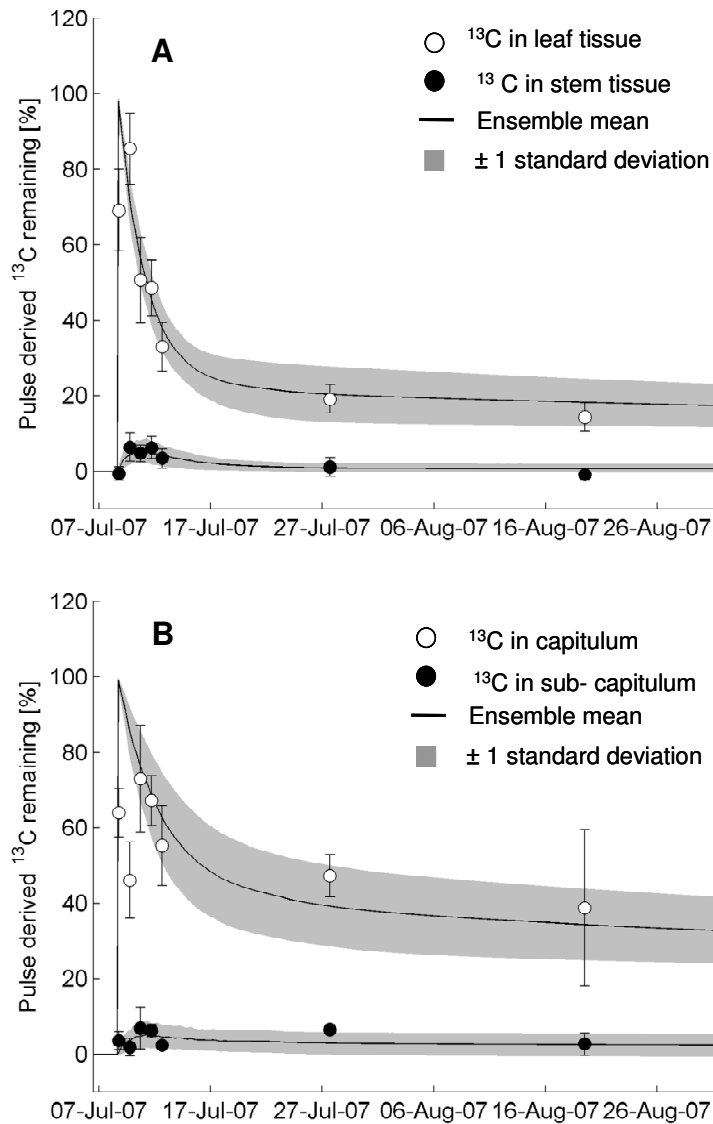 120
100
80
60
40
20
0
Pulse derived ¹³C remaining [%]
A
¹³C in leaf tissue
¹³ C in stem tissue
Ensemble mean
± 1 standard deviation
07-Jul-07 17-Jul-07 27-Jul-07 06-Aug-07 16-Aug-07 26-Aug-07
120
100
80
60
40
20
0
Pulse derived ¹³C remaining [%]
B
¹³C in capitulum
¹³C in sub- capitulum
Ensemble mean
± 1 standard deviation
07-Jul-07 17-Jul-07 27-Jul-07 06-Aug-07 16-Aug-07 26-Aug-07